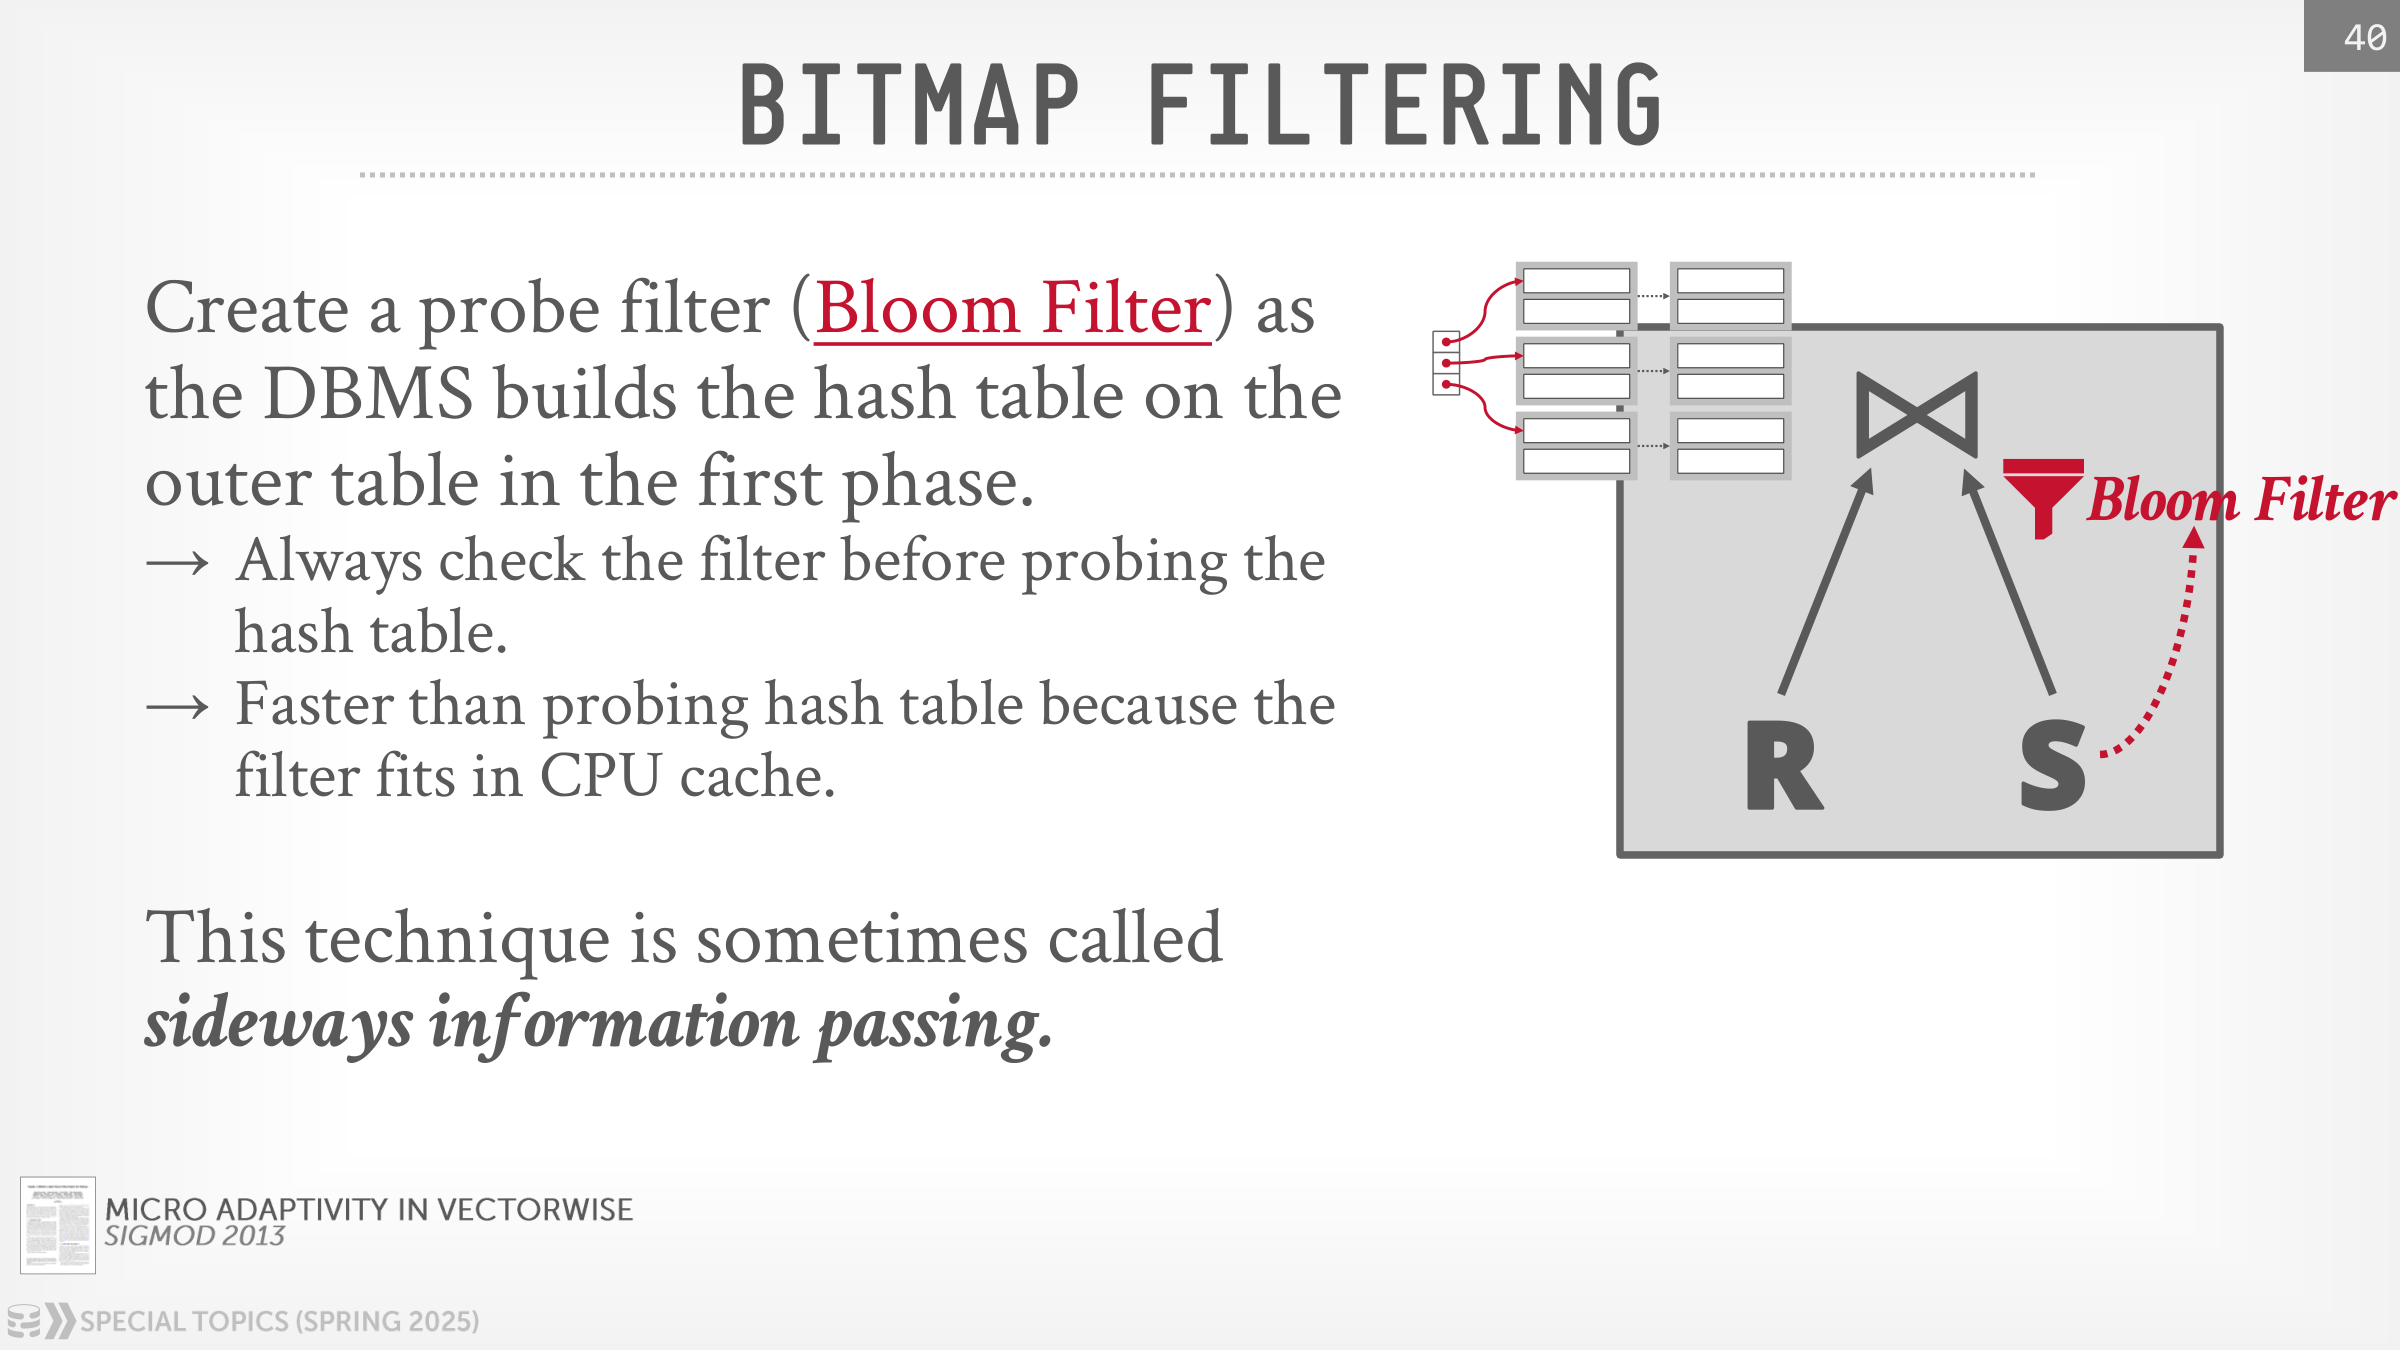 40
BITMAP FILTERING
Create a probe filter (Bloom Filter) as
the DBMS builds the hash table on the
outer table in the first phase.
→ Always check the filter before probing the
hash table.
→ Faster than probing hash table because the
filter fits in CPU cache.
This technique is sometimes called
sideways information passing.
Bloom Filter
R
S
MICRO ADAPTIVITY IN VECTORWISE
SIGMOD 2013
SPECIAL TOPICS (SPRING 2025)